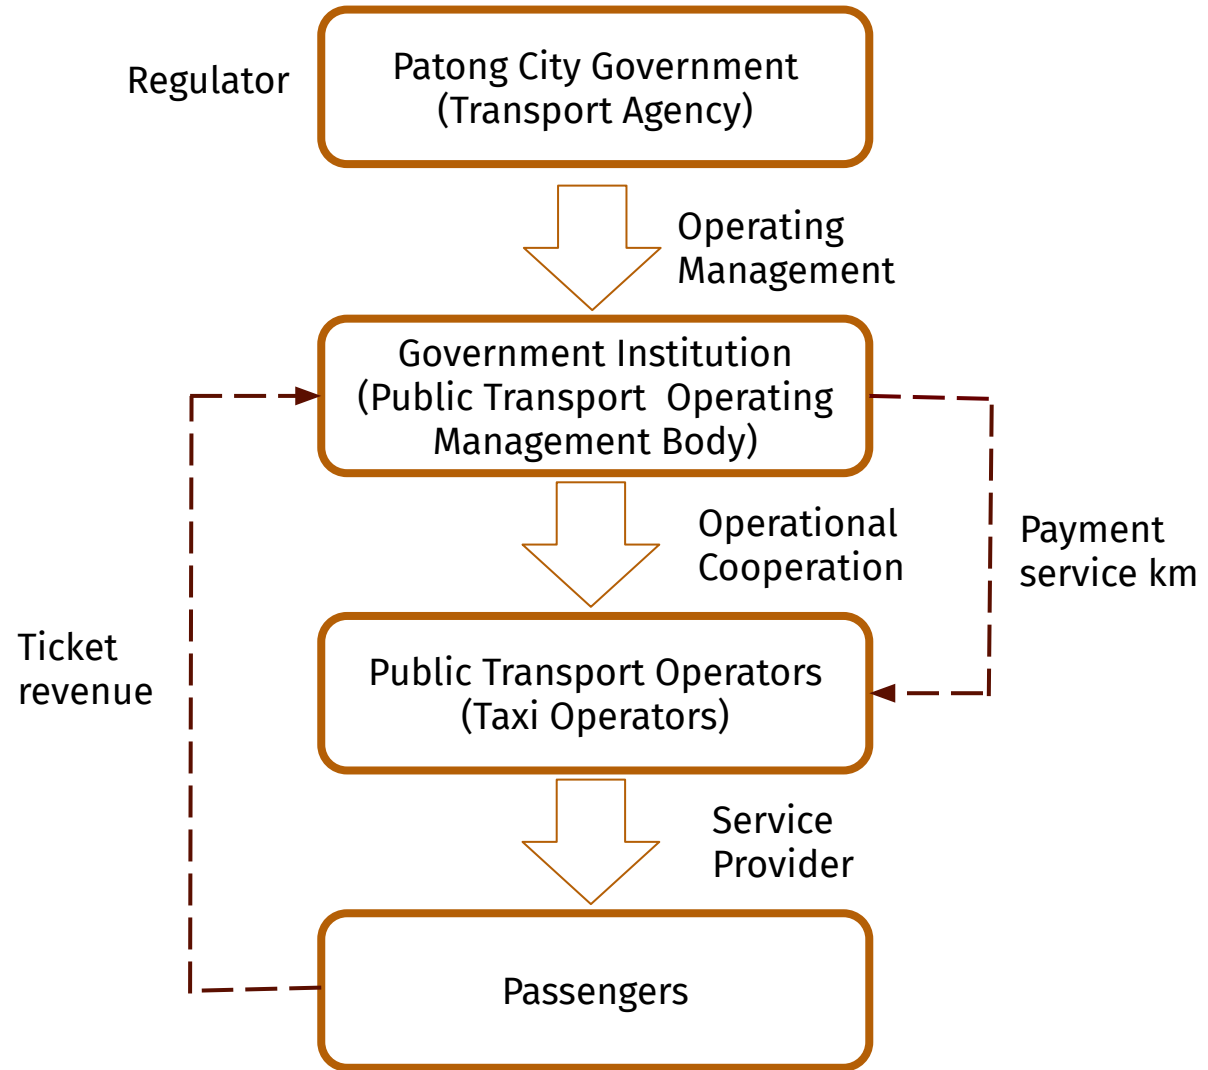 Regulator
Patong City Government
(Transport Agency)
Operating
Management
Government Institution
(Public Transport  Operating
Management Body)
Operational
Cooperation
Payment
service km
Ticket
revenue
Public Transport Operators
(Taxi Operators)
Service
Provider
Passengers